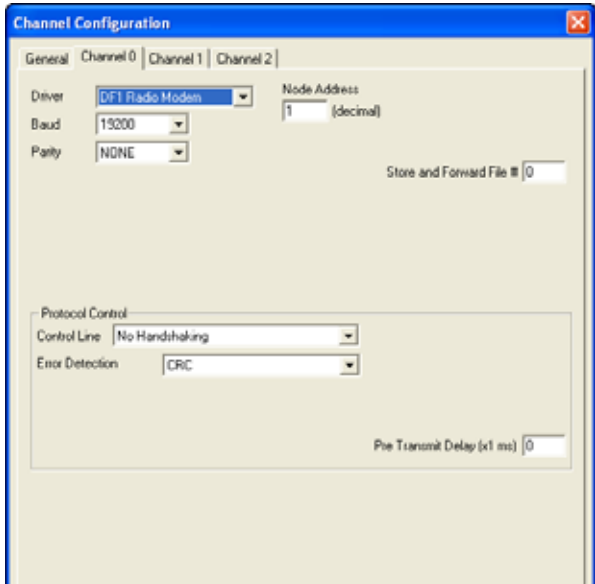 Channel Configuration
General Channel 0 Channel 1 Channel 2
Driver DF1 Radio Modem Node Address
1 (decimal)
Baud 19200
Parity NONE
Store and Forward File # 0
Protocol Control
Control Line No Handshaking
Error Detection CRC
Pre Transmit Delay (x1 ms) 0